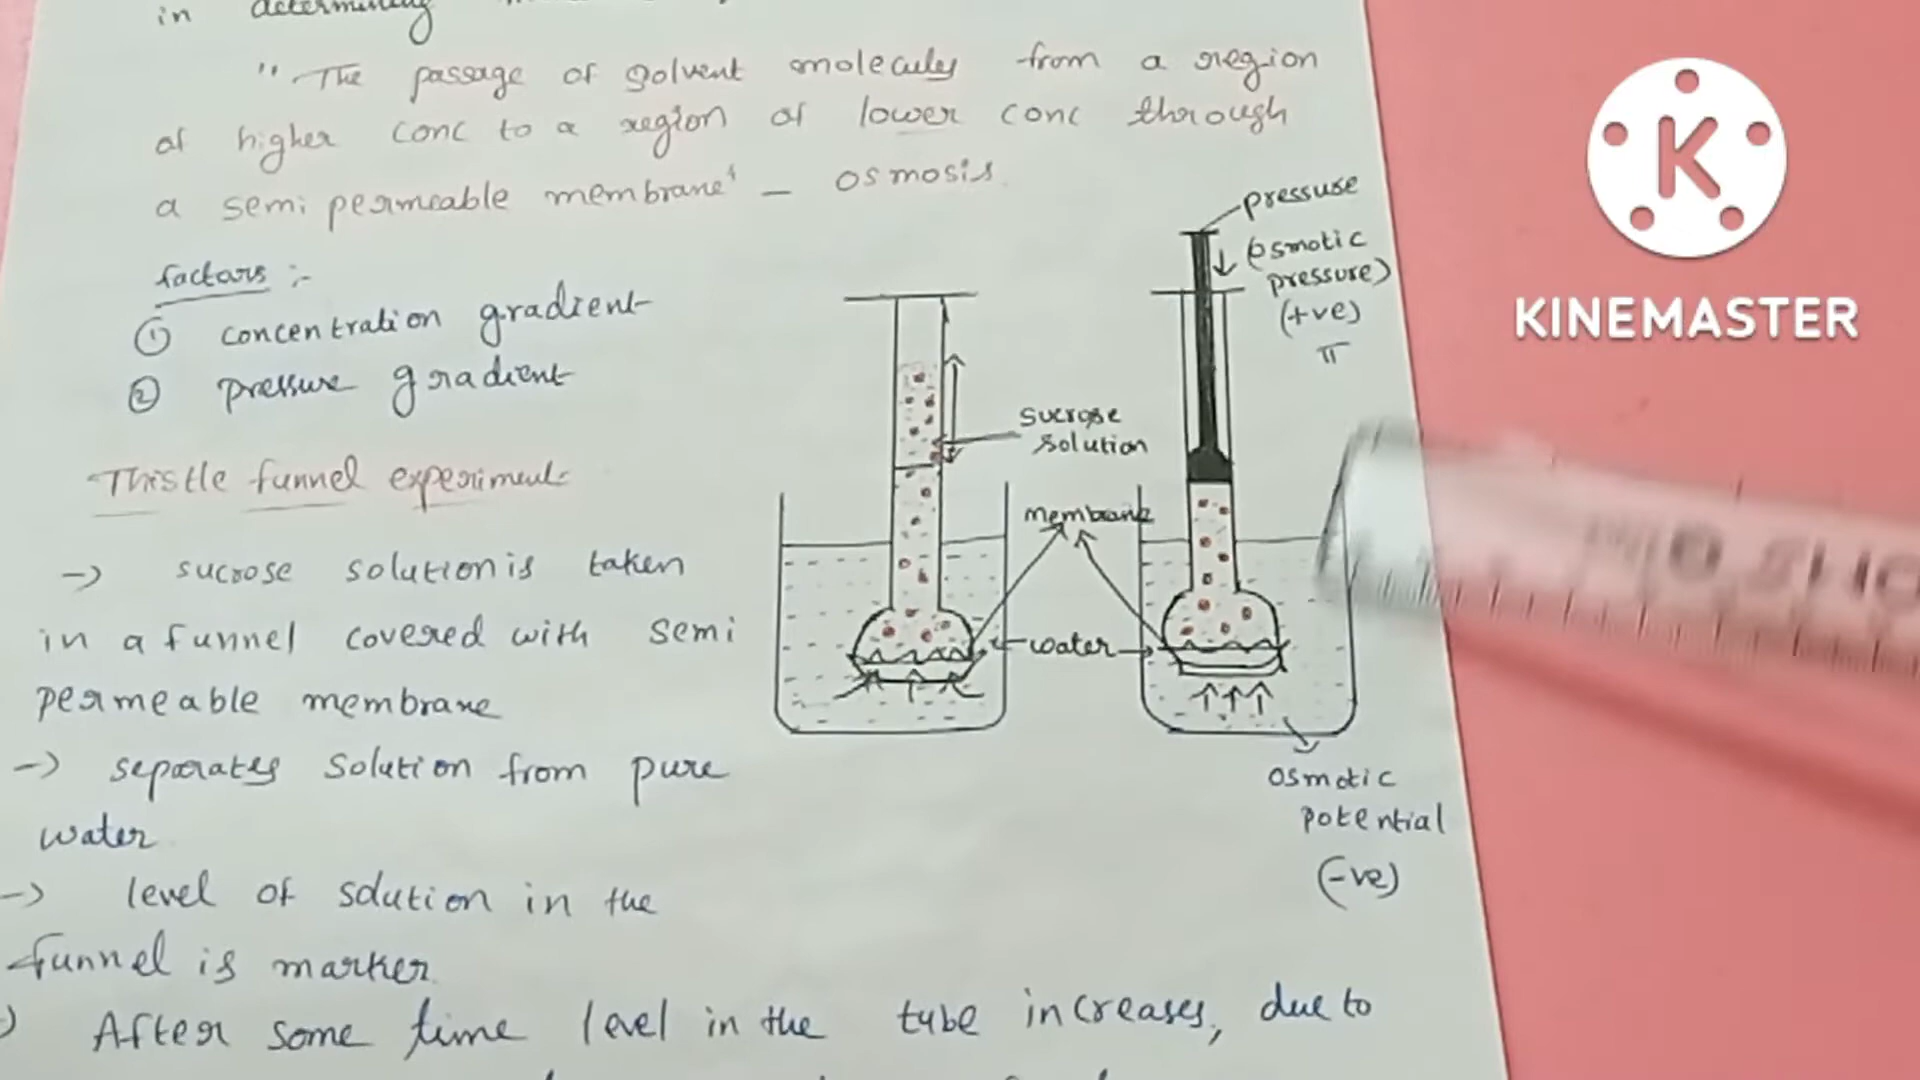 in determining
"The passage of solvent molecules from a region
of higher conc to a region of lower conc through
a semi permeable membrane" - osmosis
factors :-
① concentration gradient
② pressure gradient
Thistle funnel experiment
-> sucrose solution is taken
in a funnel covered with semi
permeable membrane
-> separates solution from pure
water
-> level of solution in the
funnel is marker
After some time level in the tube increases, due to
pressure
(osmotic
pressure)
(+ve)
π
sucrose
solution
membrane
water
osmotic
potential
(-ve)
K
KINEMASTER